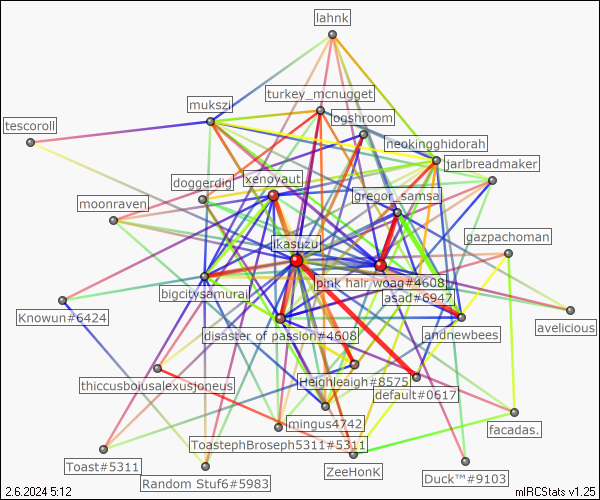 lahnk
turkey_mcnugget
mukszi
ogshroom
tescoroll
neokingghidorah
jarlbreadmaker
xenoyaut
doggerdig
gregor_samsa
moonraven
ikasuzu
gazpachoman
pink hair woag#4608
bigcitysamurai
asad#6947
Knowun#6424
disaster of passion#4608
andnewbees
avelicious
thiccusboiusalexusjoneus
Heighleigh#8575
default#0617
mingus4742
facadas.
ToastephBroseph5311#5311
Toast#5311
ZeeHonK
Random Stuf6#5983
Duck™#9103
2.6.2024 5:12
mIRCStats v1.25